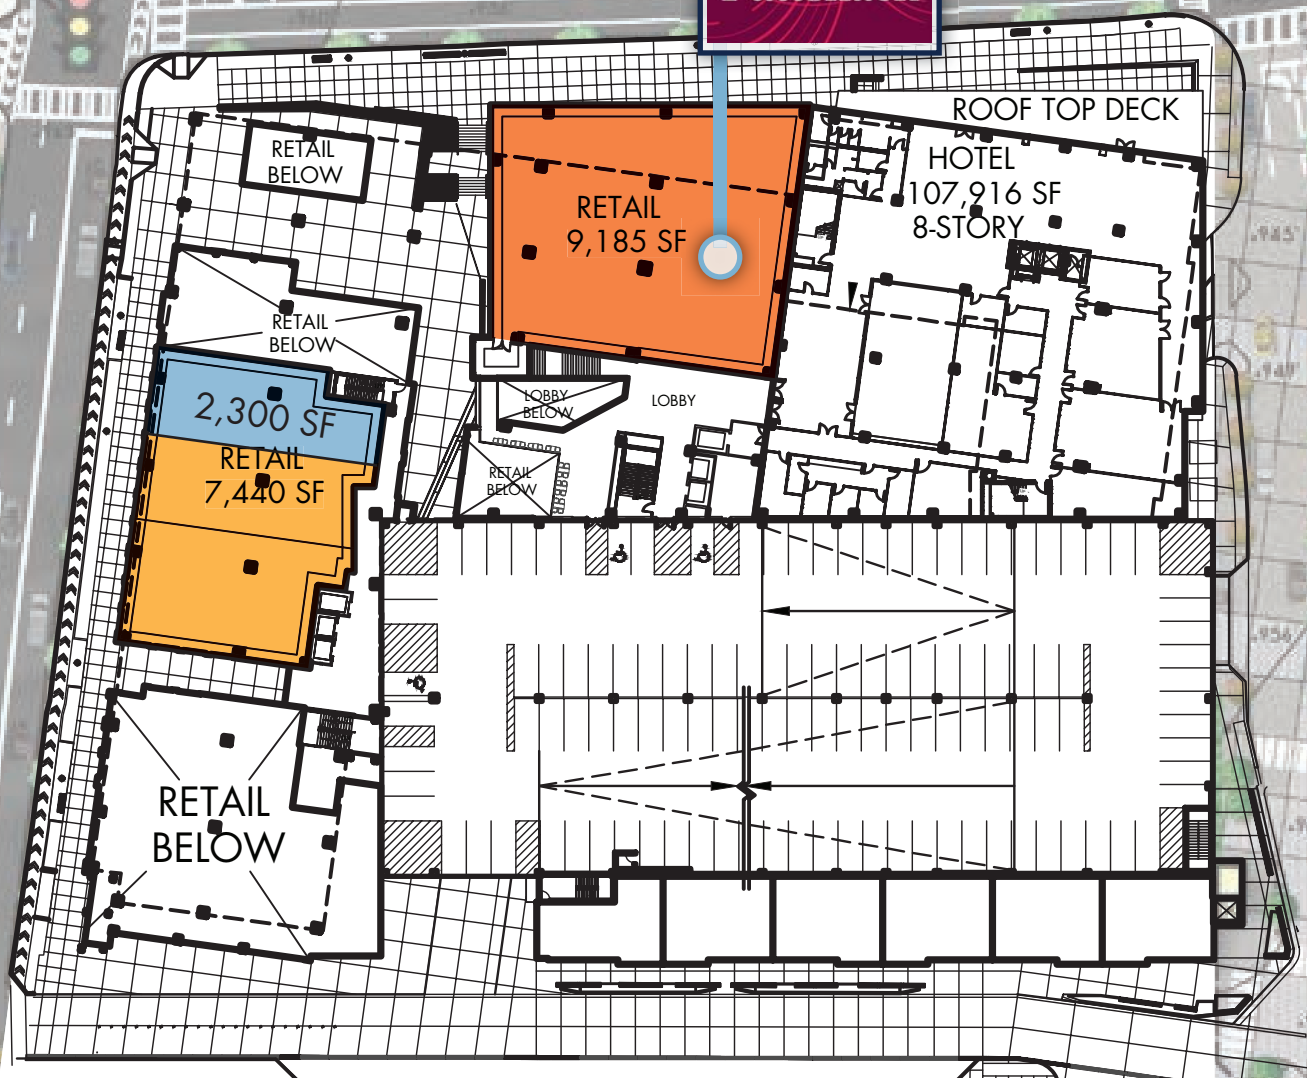 ROOF TOP DECK
HOTEL
107,916 SF
8-STORY
RETAIL
BELOW
RETAIL
9,185 SF
RETAIL
BELOW
LOBBY
BELOW
LOBBY
2,300 SF
RETAIL
7,440 SF
RETAIL
BELOW
RETAIL
BELOW